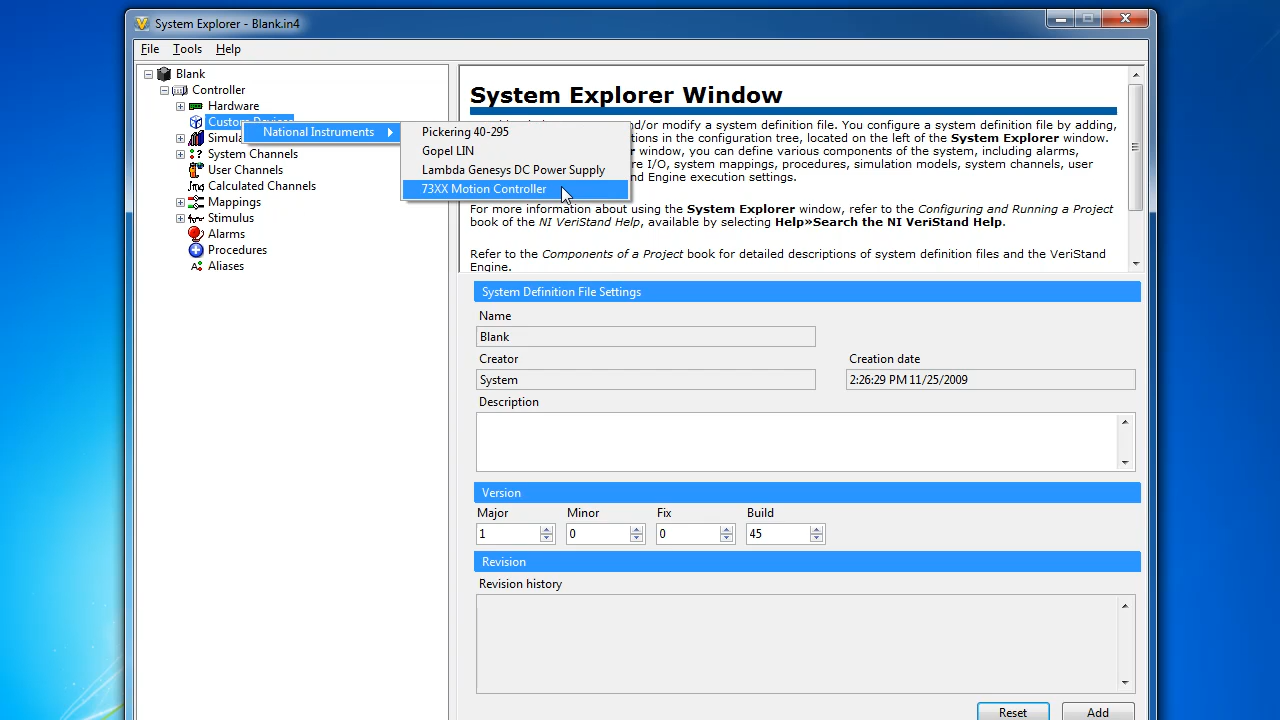 System Explorer - Blank.in4
File Tools Help
Blank
Controller
Hardware
Custom Devices
System Channels
User Channels
Calculated Channels
Mappings
Stimulus
Alarms
Procedures
Aliases
National Instruments
Pickering 40-295
Gopel LIN
Lambda Genesys DC Power Supply
73XX Motion Controller
System Explorer Window
nd/or modify a system definition file. You configure a system definition file by adding,
tions in the configuration tree, located on the left of the System Explorer window.
r window, you can define various components of the system, including alarms,
re I/O, system mappings, procedures, simulation models, system channels, user
nd Engine execution settings.
For more information about using the System Explorer window, refer to the Configuring and Running a Project
book of the NI VeriStand Help, available by selecting Help»Search the NI VeriStand Help.
Refer to the Components of a Project book for detailed descriptions of system definition files and the VeriStand
Engine.
System Definition File Settings
Name
Blank
Creator
System
Creation date
2:26:29 PM 11/25/2009
Description
Version
Major Minor Fix Build
1 0 0 45
Revision
Revision history
Reset Add